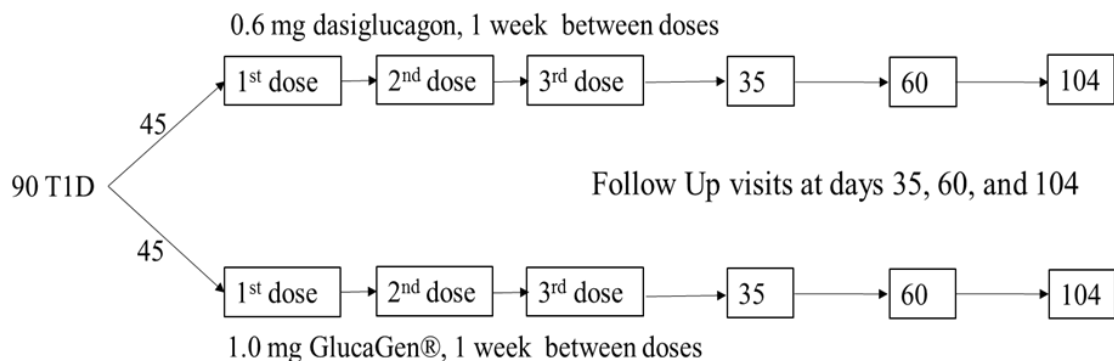 0.6 mg dasiglucagon, 1 week between doses
1st dose 2nd dose 3rd dose 35 60 104
45
90 T1D
Follow Up visits at days 35, 60, and 104
45
1st dose 2nd dose 3rd dose 35 60 104
1.0 mg GlucaGen®, 1 week between doses